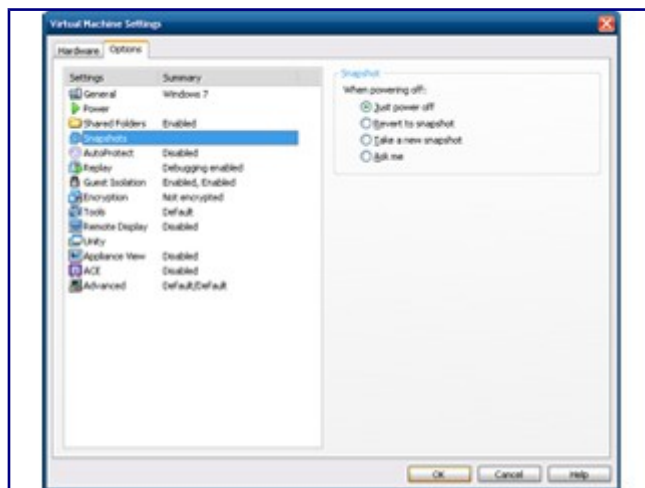 Virtual Machine Settings
Hardware Options
Settings Summary
General Windows 7
Power
Shared Folders Enabled
Snapshots
AutoProtect Disabled
Replay Debugging enabled
Guest Isolation Enabled, Enabled
Encryption Not encrypted
Tools Default
Remote Display Disabled
Unity
Appliance View Disabled
ACE Disabled
Advanced Default/Default
Snapshot
When powering off:
Just power off
Revert to snapshot
Take a new snapshot
Ask me
OK Cancel Help